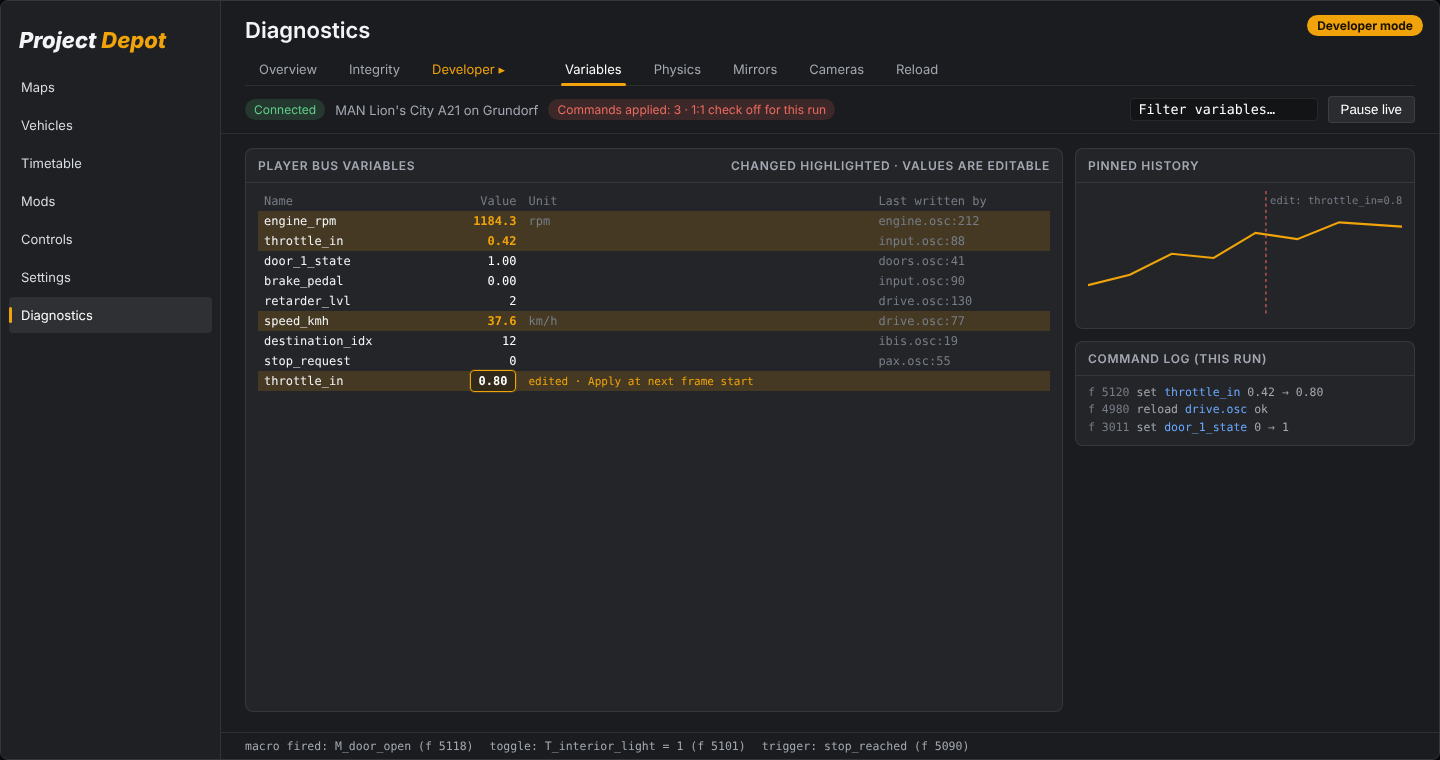 Project Depot
Maps
Vehicles
Timetable
Mods
Controls
Settings
Diagnostics
Diagnostics
Developer mode
Overview Integrity Developer ▸ Variables Physics Mirrors Cameras Reload
Connected MAN Lion's City A21 on Grundorf Commands applied: 3 · 1:1 check off for this run Filter variables… Pause live
PLAYER BUS VARIABLES CHANGED HIGHLIGHTED · VALUES ARE EDITABLE
Name Value Unit Last written by
engine_rpm 1184.3 rpm engine.osc:212
throttle_in 0.42 input.osc:88
door_1_state 1.00 doors.osc:41
brake_pedal 0.00 input.osc:90
retarder_lvl 2 drive.osc:130
speed_kmh 37.6 km/h drive.osc:77
destination_idx 12 ibis.osc:19
stop_request 0 pax.osc:55
throttle_in 0.80 edited · Apply at next frame start
PINNED HISTORY
edit: throttle_in=0.8
COMMAND LOG (THIS RUN)
f 5120 set throttle_in 0.42 → 0.80
f 4980 reload drive.osc ok
f 3011 set door_1_state 0 → 1
macro fired: M_door_open (f 5118) toggle: T_interior_light = 1 (f 5101) trigger: stop_reached (f 5090)